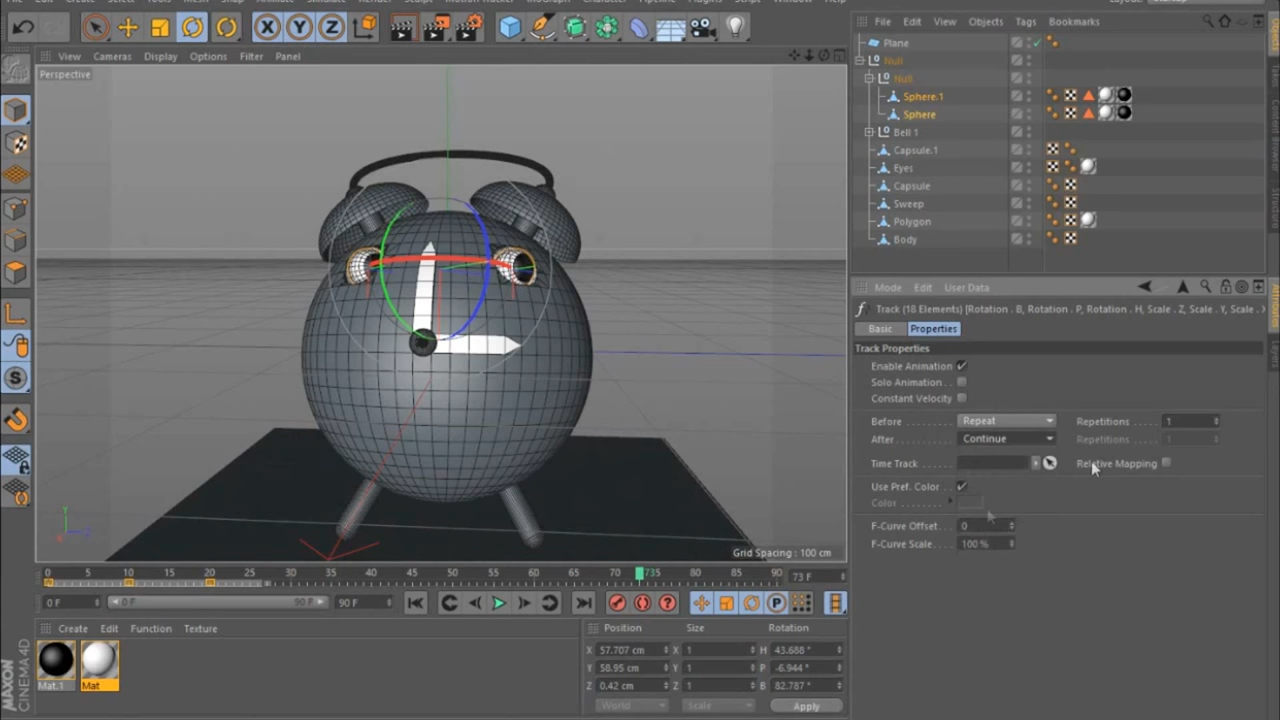 View Cameras Display Options Filter Panel
Perspective
Grid Spacing : 100 cm
0 5 10 15 20 25 30 35 40 45 50 55 60 65 70 735 80 85 90 73 F
0 F 0 F 90 F 90 F
Create Edit Function Texture
Mat.1 Mat
MAXON CINEMA4D
Position Size Rotation
X 57.707 cm X 1 H 43.688 °
Y 58.95 cm Y 1 P -6.944 °
Z 0.42 cm Z 1 B 82.787 °
World Scale Apply
File Edit View Objects Tags Bookmarks
Plane
Null
Null
Sphere.1
Sphere
Bell 1
Capsule.1
Eyes
Capsule
Sweep
Polygon
Body
Mode Edit User Data
Track (18 Elements) [Rotation . B, Rotation . P, Rotation . H, Scale . Z, Scale . Y, Scale .
Basic Properties
Track Properties
Enable Animation
Solo Animation . .
Constant Velocity
Before Repeat Repetitions 1
After Continue Repetitions 1
Time Track Relative Mapping
Use Pref. Color
Color
F-Curve Offset 0
F-Curve Scale 100 %